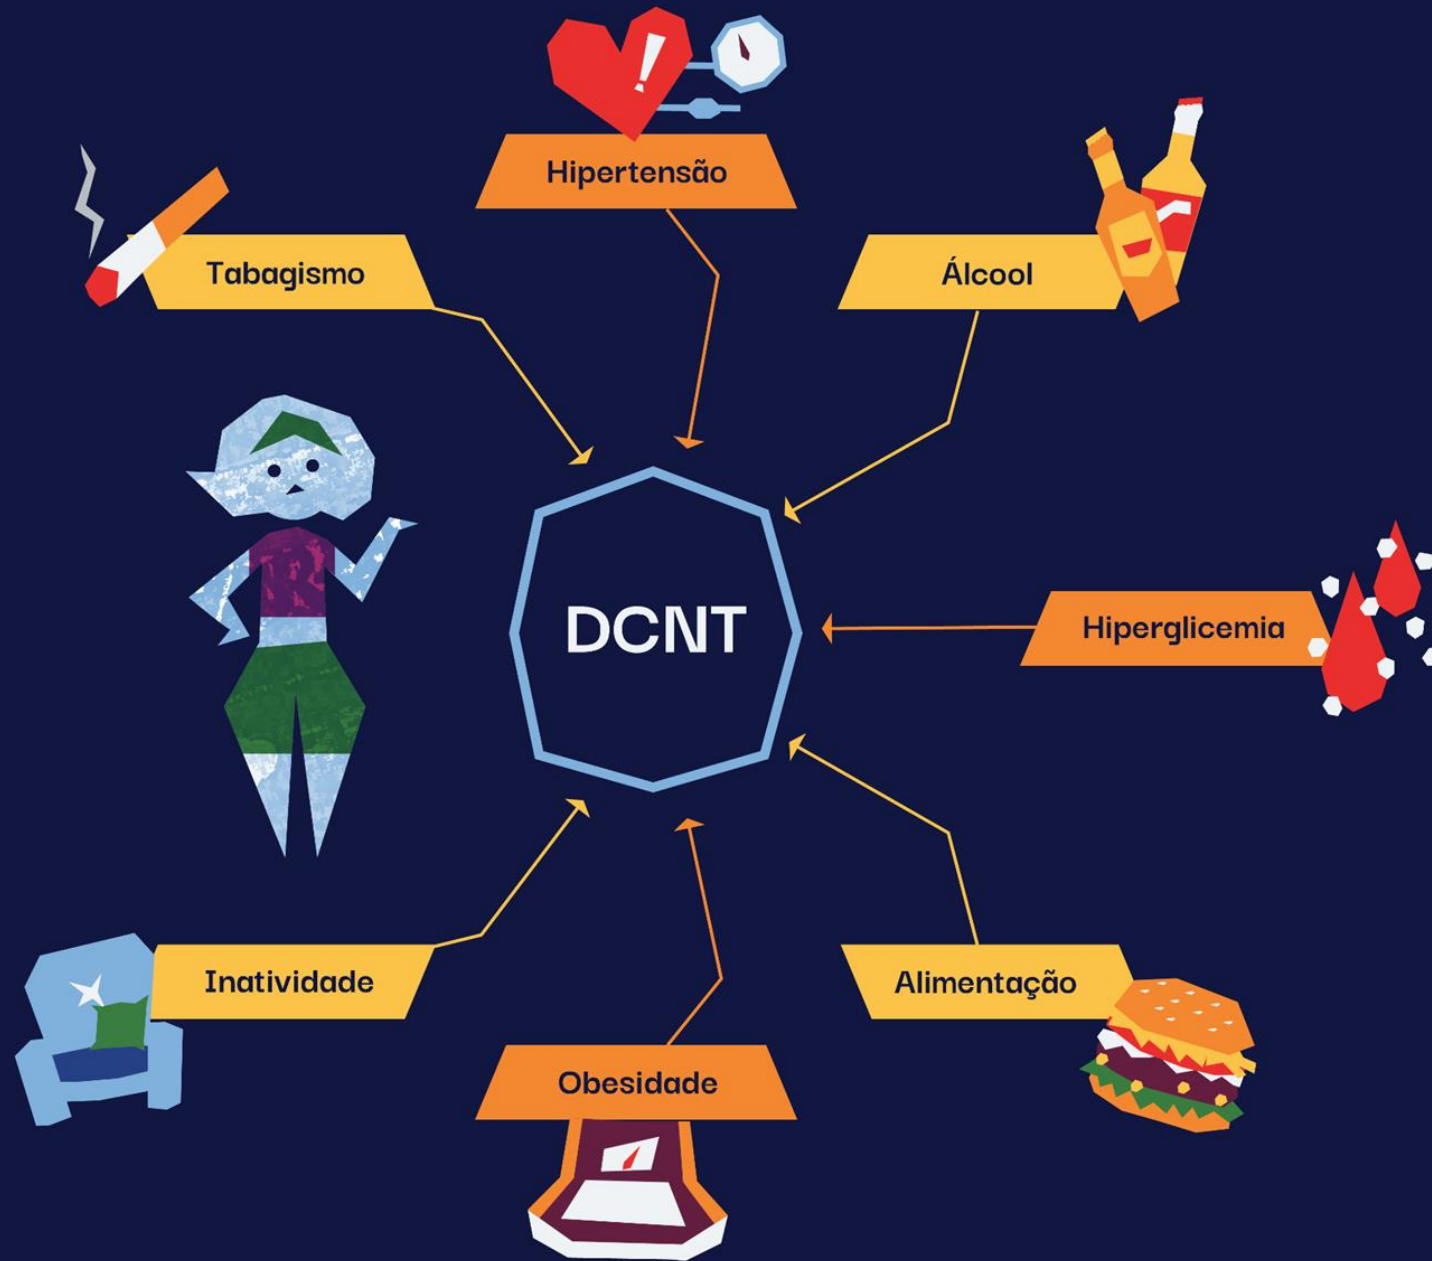 Hipertensão
Tabagismo
Álcool
DCNT
Hiperglicemia
Inatividade
Alimentação
Obesidade